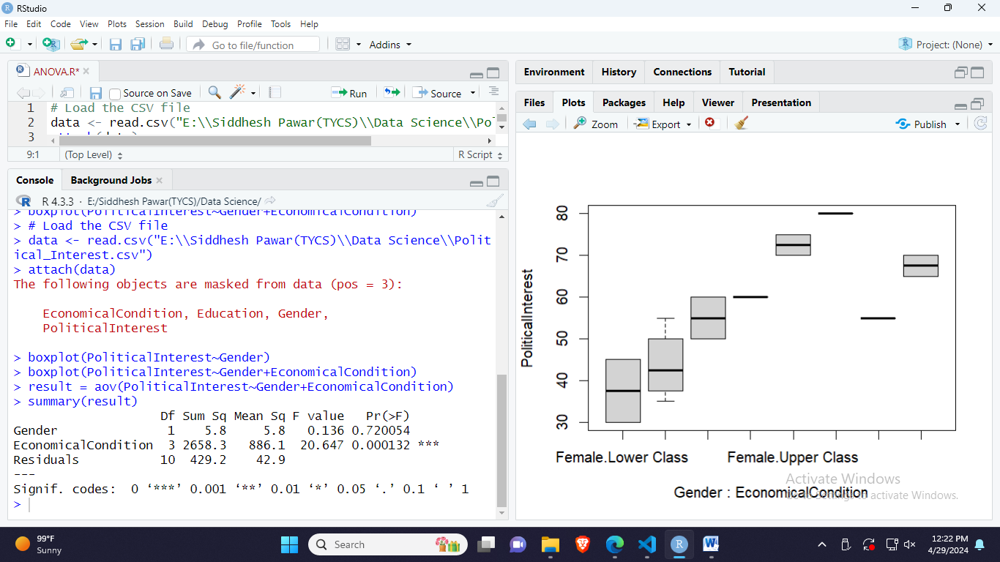 RStudio
File Edit Code View Plots Session Build Debug Profile Tools Help
Go to file/function Addins Project: (None)
ANOVA.R*
Source on Save Run Source
1 # Load the CSV file
2 data <- read.csv("E:\\Siddhesh Pawar(TYCS)\\Data Science\\Po
3
9:1 (Top Level) R Script
Console Background Jobs
R 4.3.3 · E:/Siddhesh Pawar(TYCS)/Data Science/
> boxplot(PoliticalInterest~Gender+EconomicalCondition)
> # Load the CSV file
> data <- read.csv("E:\\Siddhesh Pawar(TYCS)\\Data Science\\Polit
ical_Interest.csv")
> attach(data)
The following objects are masked from data (pos = 3):
EconomicalCondition, Education, Gender,
PoliticalInterest
> boxplot(PoliticalInterest~Gender)
> boxplot(PoliticalInterest~Gender+EconomicalCondition)
> result = aov(PoliticalInterest~Gender+EconomicalCondition)
> summary(result)
Df Sum Sq Mean Sq F value Pr(>F)
Gender 1 5.8 5.8 0.136 0.720054
EconomicalCondition 3 2658.3 886.1 20.647 0.000132 ***
Residuals 10 429.2 42.9
---
Signif. codes: 0 ‘***’ 0.001 ‘**’ 0.01 ‘*’ 0.05 ‘.’ 0.1 ‘ ’ 1
>
Environment History Connections Tutorial
Files Plots Packages Help Viewer Presentation
Zoom Export Publish
80
70
60
50
40
30
PoliticalInterest
Female.Lower Class Female.Upper Class
Gender : EconomicalCondition
Activate Windows
Go to Settings to activate Windows.
99°F
Sunny
Search
12:22 PM
4/29/2024